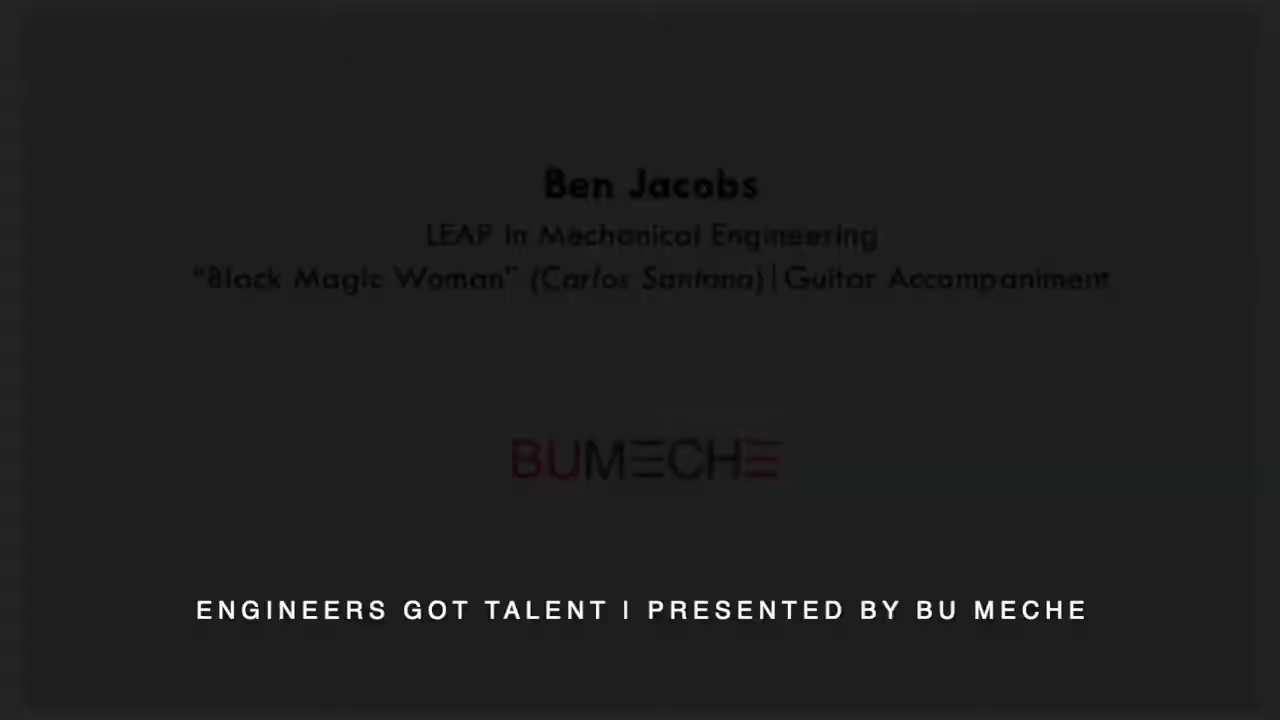 Ben Jacobs
LEAP in Mechanical Engineering
"Black Magic Woman" (Carlos Santana)|Guitar Accompaniment
BUMECHE
ENGINEERS GOT TALENT | PRESENTED BY BU MECHE